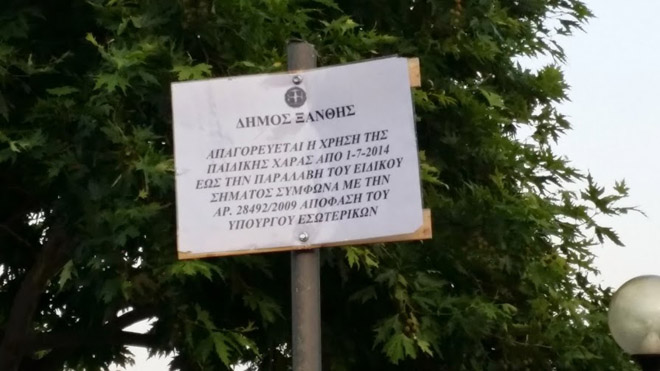 ΔΗΜΟΣ ΞΑΝΘΗΣ
ΑΠΑΓΟΡΕΥΕΤΑΙ Η ΧΡΗΣΗ ΤΗΣ
ΠΑΙΔΙΚΗΣ ΧΑΡΑΣ ΑΠΟ 1-7-2014
ΕΩΣ ΤΗΝ ΠΑΡΑΛΑΒΗ ΤΟΥ ΕΙΔΙΚΟΥ
ΣΗΜΑΤΟΣ ΣΥΜΦΩΝΑ ΜΕ ΤΗΝ
ΑΡ. 28492/2009 ΑΠΟΦΑΣΗ ΤΟΥ
ΥΠΟΥΡΓΟΥ ΕΣΩΤΕΡΙΚΩΝ